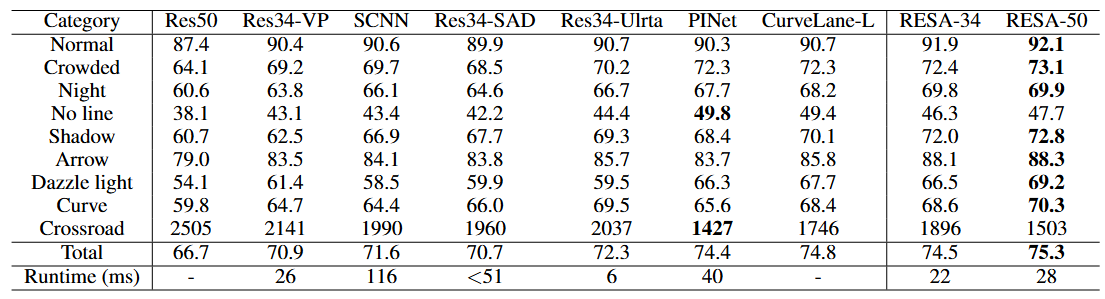 Category Res50 Res34-VP SCNN Res34-SAD Res34-Ulrta PINet CurveLane-L RESA-34 RESA-50
Normal 87.4 90.4 90.6 89.9 90.7 90.3 90.7 91.9 92.1
Crowded 64.1 69.2 69.7 68.5 70.2 72.3 72.3 72.4 73.1
Night 60.6 63.8 66.1 64.6 66.7 67.7 68.2 69.8 69.9
No line 38.1 43.1 43.4 42.2 44.4 49.8 49.4 46.3 47.7
Shadow 60.7 62.5 66.9 67.7 69.3 68.4 70.1 72.0 72.8
Arrow 79.0 83.5 84.1 83.8 85.7 83.7 85.8 88.1 88.3
Dazzle light 54.1 61.4 58.5 59.9 59.5 66.3 67.7 66.5 69.2
Curve 59.8 64.7 64.4 66.0 69.5 65.6 68.4 68.6 70.3
Crossroad 2505 2141 1990 1960 2037 1427 1746 1896 1503
Total 66.7 70.9 71.6 70.7 72.3 74.4 74.8 74.5 75.3
Runtime (ms) - 26 116 <51 6 40 - 22 28